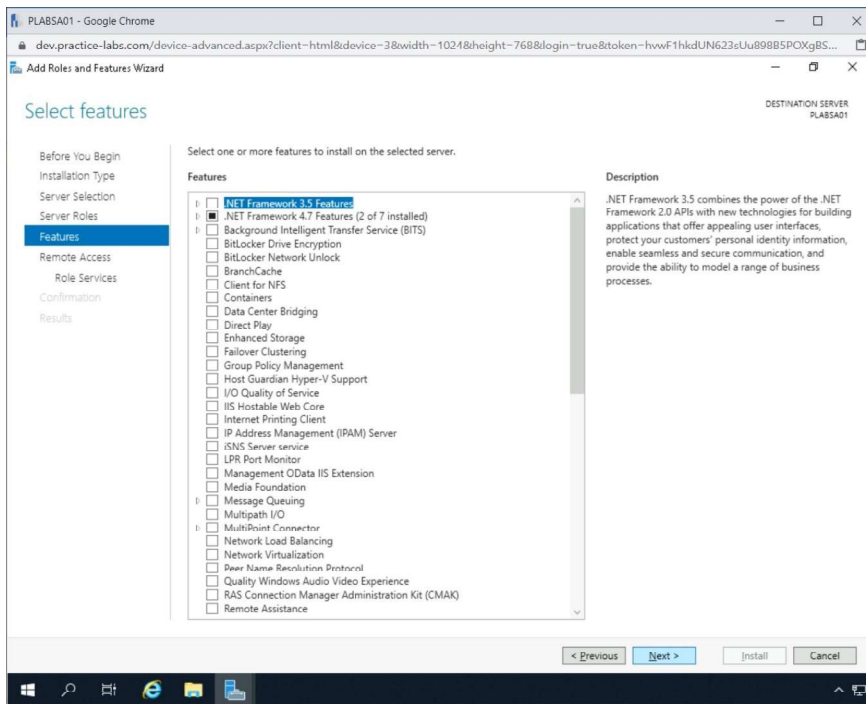 PLABSA01 - Google Chrome
dev.practice-labs.com/device-advanced.aspx?client=html&device=3&width=1024&height=768&login=true&token=hvwF1hkdUN623sUu898B5POXgBS...
Add Roles and Features Wizard
Select features
DESTINATION SERVER
PLABSA01
Before You Begin
Installation Type
Server Selection
Server Roles
Features
Remote Access
Role Services
Confirmation
Results
Select one or more features to install on the selected server.
Features
.NET Framework 3.5 Features
.NET Framework 4.7 Features (2 of 7 installed)
Background Intelligent Transfer Service (BITS)
BitLocker Drive Encryption
BitLocker Network Unlock
BranchCache
Client for NFS
Containers
Data Center Bridging
Direct Play
Enhanced Storage
Failover Clustering
Group Policy Management
Host Guardian Hyper-V Support
I/O Quality of Service
IIS Hostable Web Core
Internet Printing Client
IP Address Management (IPAM) Server
iSNS Server service
LPR Port Monitor
Management OData IIS Extension
Media Foundation
Message Queuing
Multipath I/O
MultiPoint Connector
Network Load Balancing
Network Virtualization
Peer Name Resolution Protocol
Quality Windows Audio Video Experience
RAS Connection Manager Administration Kit (CMAK)
Remote Assistance
Description
.NET Framework 3.5 combines the power of the .NET
Framework 2.0 APIs with new technologies for building
applications that offer appealing user interfaces,
protect your customers' personal identity information,
enable seamless and secure communication, and
provide the ability to model a range of business
processes.
< Previous
Next >
Install
Cancel